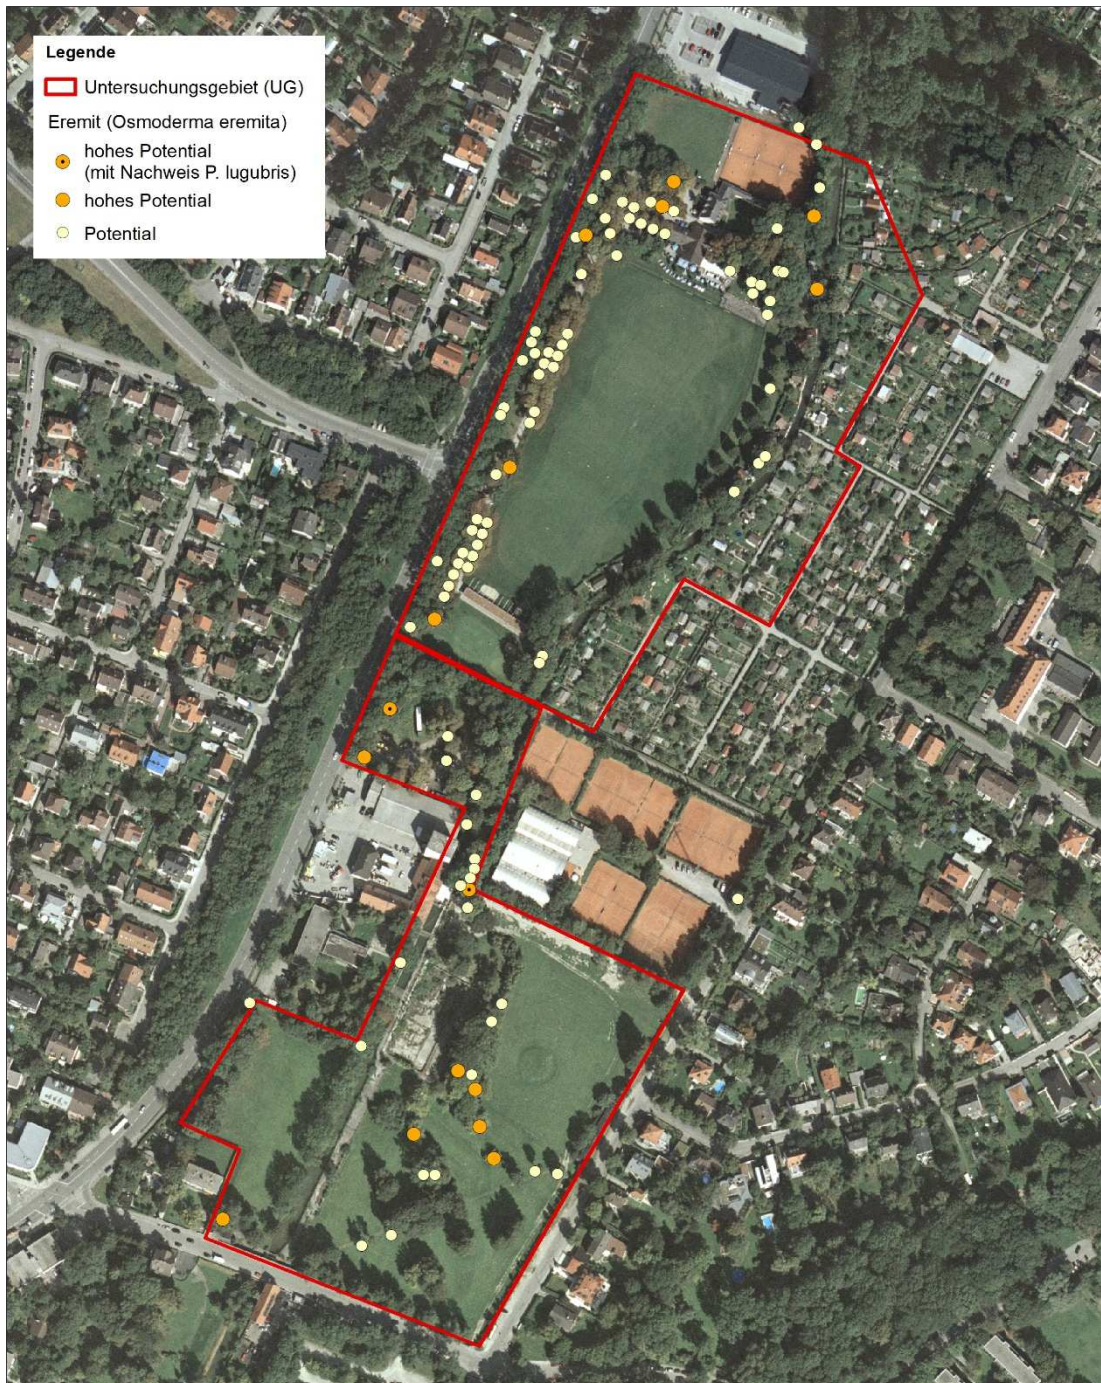 Legende
Untersuchungsgebiet (UG)
Eremit (Osmoderma eremita)
hohes Potential
(mit Nachweis P. lugubris)
hohes Potential
Potential